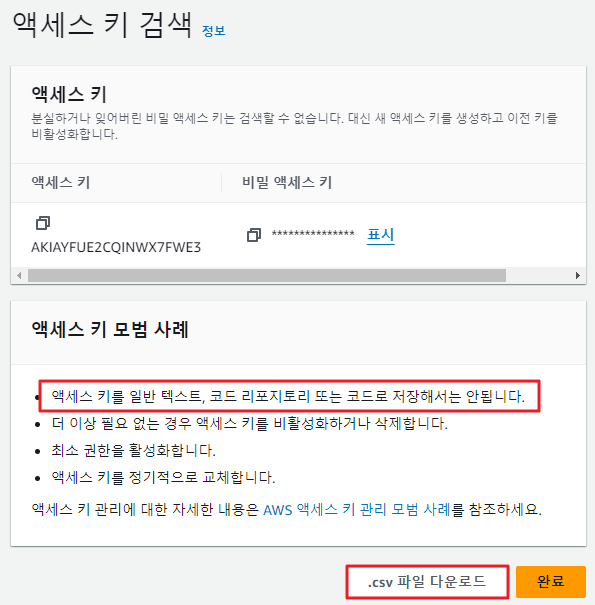 액세스 키 검색 정보
액세스 키
분실하거나 잊어버린 비밀 액세스 키는 검색할 수 없습니다. 대신 새 액세스 키를 생성하고 이전 키를
비활성화합니다.
액세스 키 비밀 액세스 키
AKIAYFUE2CQINWX7FWE3
*************** 표시
액세스 키 모범 사례
• 액세스 키를 일반 텍스트, 코드 리포지토리 또는 코드로 저장해서는 안됩니다.
• 더 이상 필요 없는 경우 액세스 키를 비활성화하거나 삭제합니다.
• 최소 권한을 활성화합니다.
• 액세스 키를 정기적으로 교체합니다.
액세스 키 관리에 대한 자세한 내용은 AWS 액세스 키 관리 모범 사례를 참조하세요.
.csv 파일 다운로드 완료